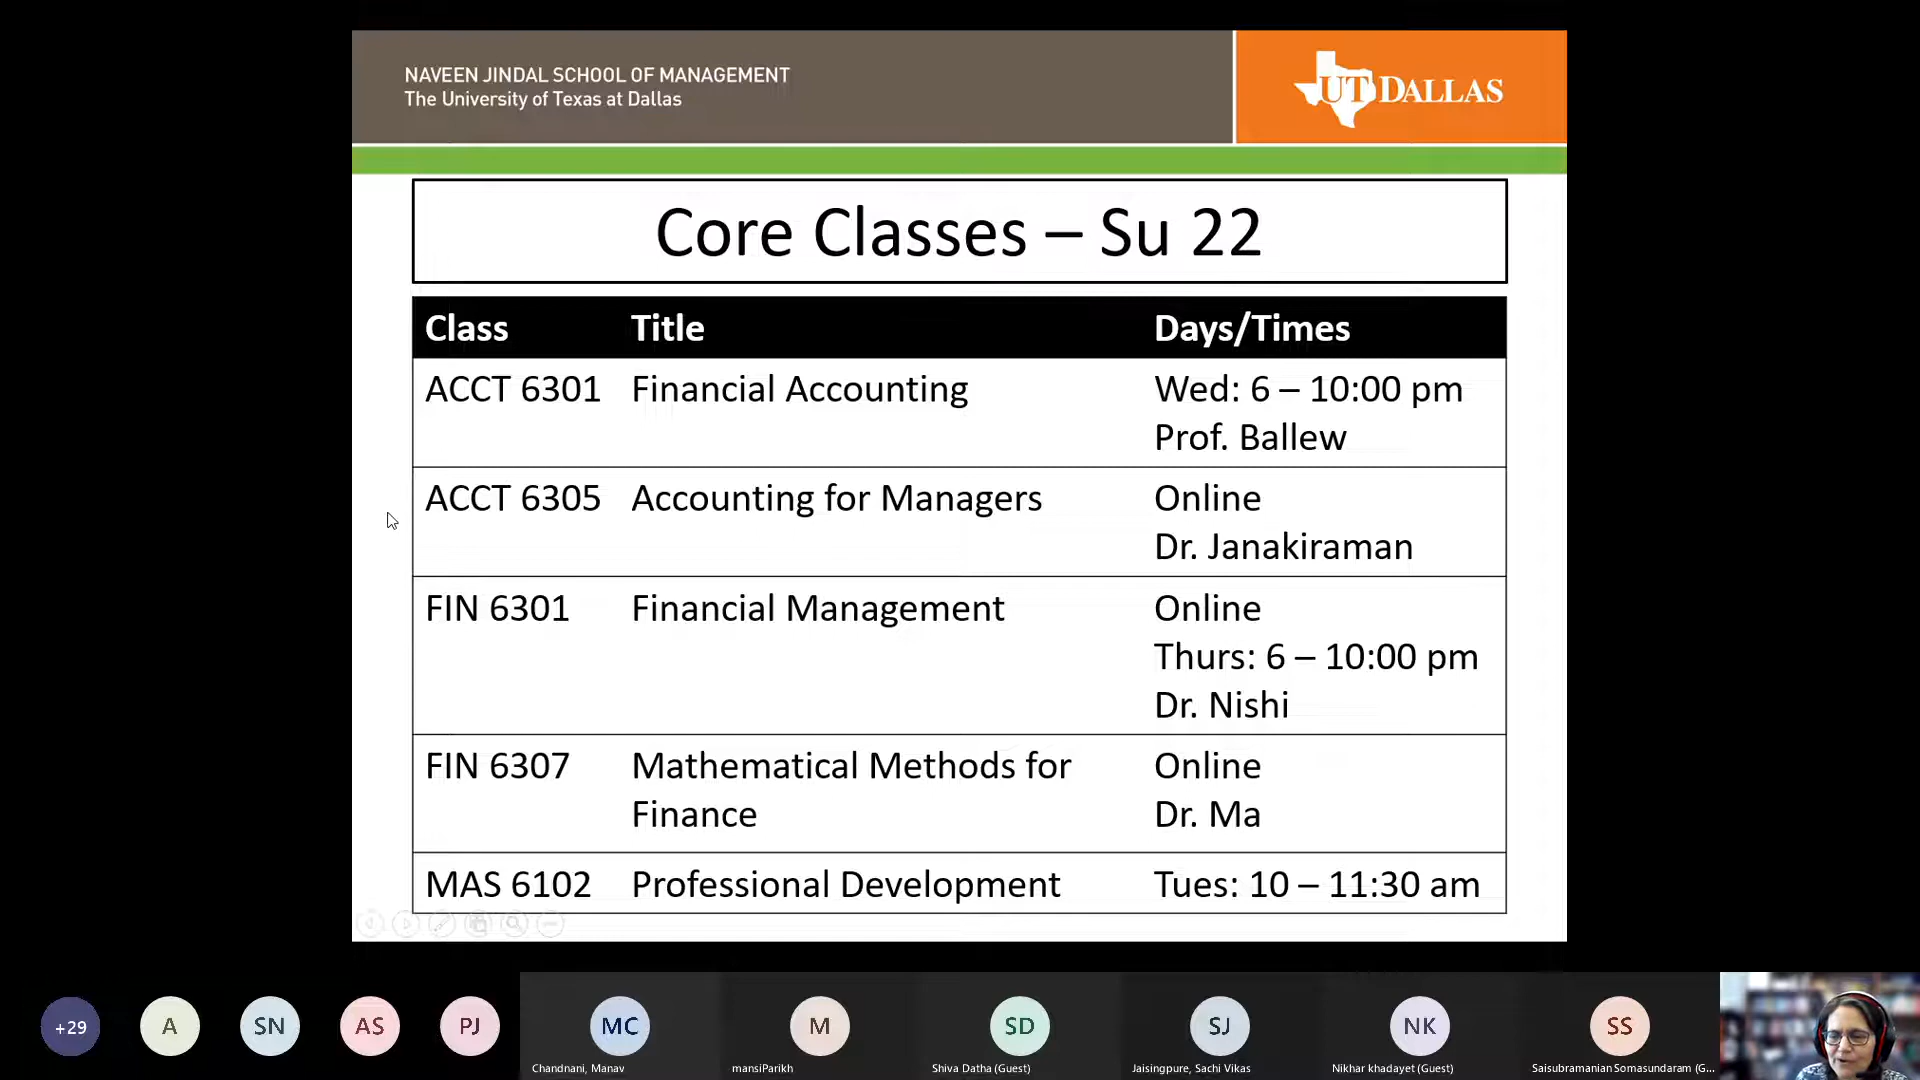 NAVEEN JINDAL SCHOOL OF MANAGEMENT
The University of Texas at Dallas
UT DALLAS
Core Classes – Su 22
Class Title Days/Times
ACCT 6301 Financial Accounting Wed: 6 – 10:00 pm
Prof. Ballew
ACCT 6305 Accounting for Managers Online
Dr. Janakiraman
FIN 6301 Financial Management Online
Thurs: 6 – 10:00 pm
Dr. Nishi
FIN 6307 Mathematical Methods for Online
Finance Dr. Ma
MAS 6102 Professional Development Tues: 10 – 11:30 am
+29 A SN AS PJ MC M SD SJ NK SS
Chandnani, Manav mansiParikh Shiva Datha (Guest) Jaisingpure, Sachi Vikas Nikhar khadayet (Guest) Saisubramanian Somasundaram (G...